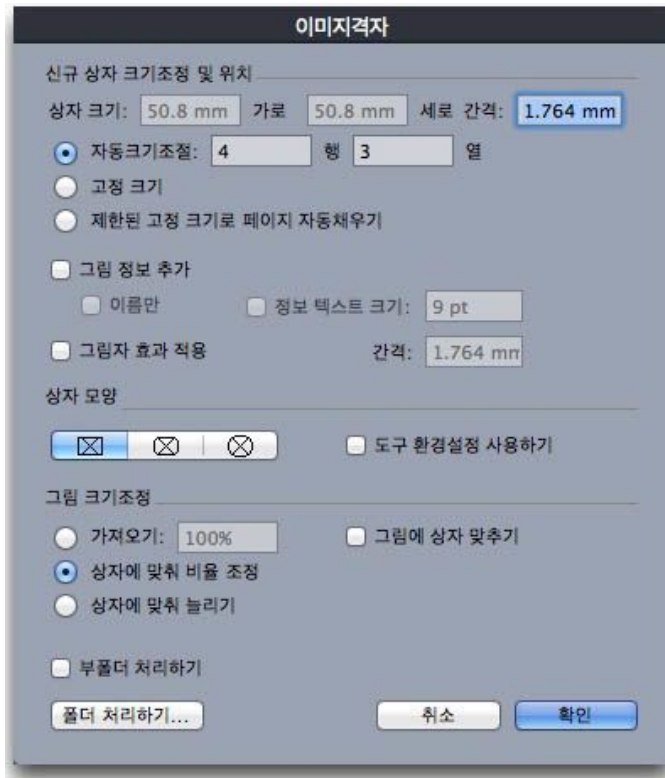 이미지격자
신규 상자 크기조정 및 위치
상자 크기: 50.8 mm 가로 50.8 mm 세로 간격: 1.764 mm
자동크기조절: 4 행 3 열
고정 크기
제한된 고정 크기로 페이지 자동채우기
그림 정보 추가
이름만 정보 텍스트 크기: 9 pt
그림자 효과 적용 간격: 1.764 mm
상자 모양
도구 환경설정 사용하기
그림 크기조정
가져오기: 100% 그림에 상자 맞추기
상자에 맞춰 비율 조정
상자에 맞춰 늘리기
부폴더 처리하기
폴더 처리하기... 취소 확인